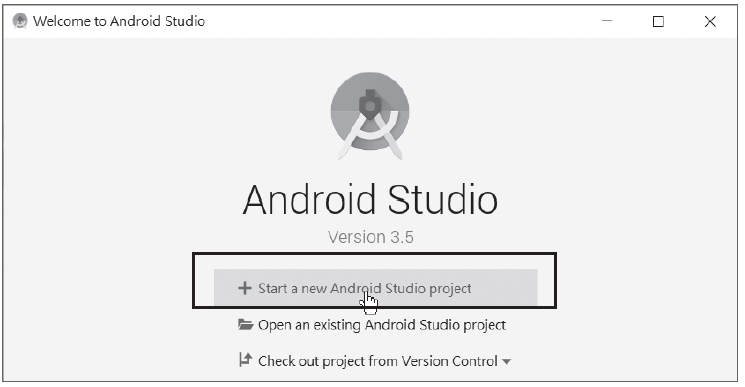 Welcome to Android Studio
Android Studio
Version 3.5
Start a new Android Studio project
Open an existing Android Studio project
Check out project from Version Control